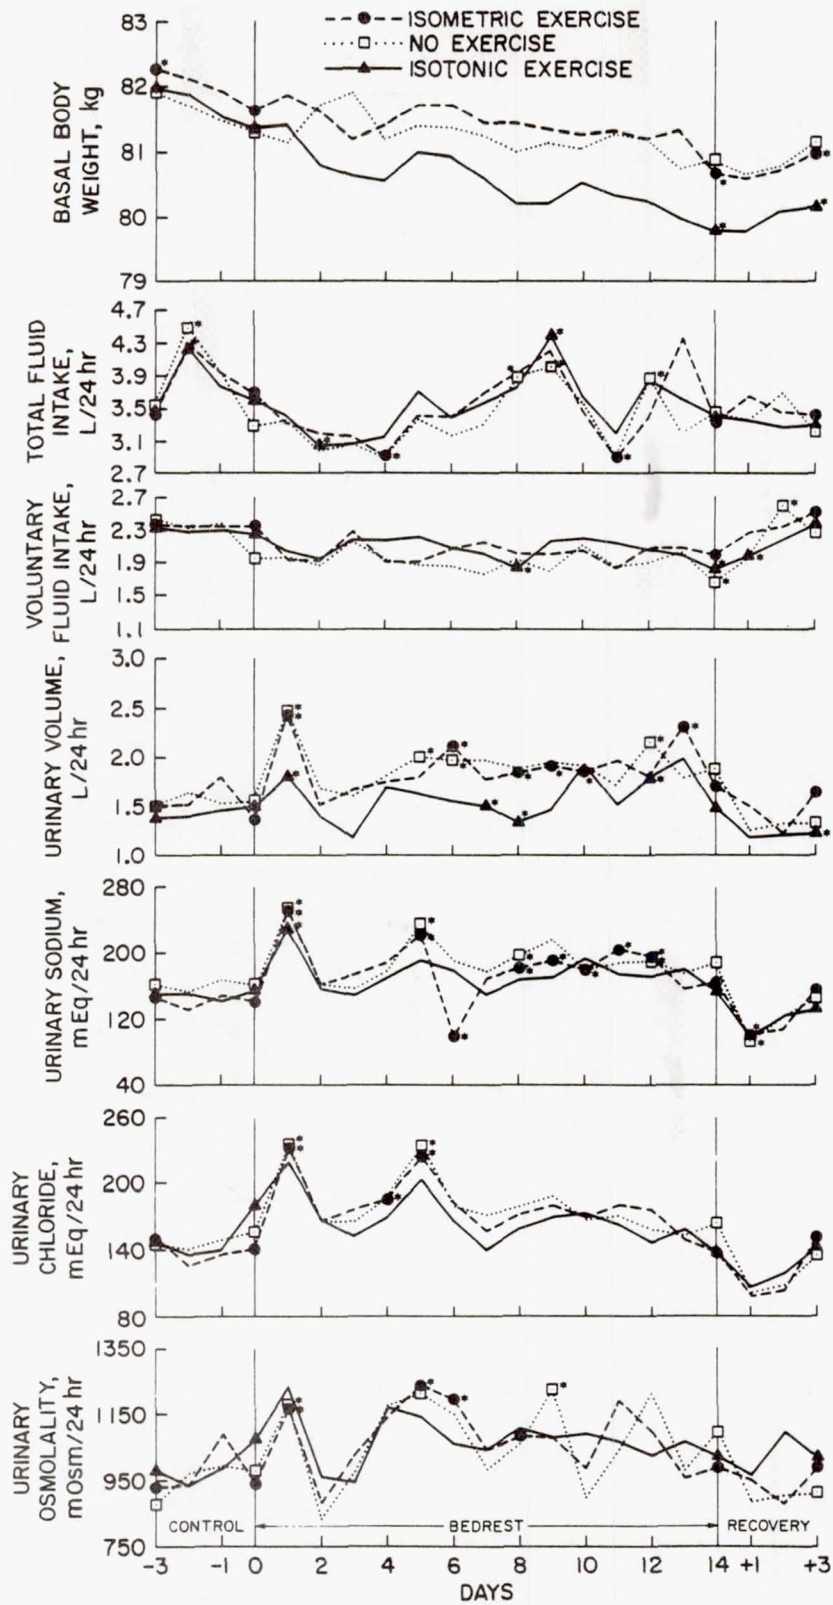 ISOMETRIC EXERCISE
NO EXERCISE
ISOTONIC EXERCISE
BASAL BODY
WEIGHT, kg
83
82
81
80
79
TOTAL FLUID
INTAKE,
L/24 hr
4.7
4.3
3.9
3.5
3.1
2.7
VOLUNTARY
FLUID INTAKE,
L/24 hr
2.7
2.3
1.9
1.5
1.1
URINARY VOLUME,
L/24 hr
3.0
2.5
2.0
1.5
1.0
URINARY SODIUM,
mEq/24 hr
280
200
120
40
URINARY
CHLORIDE,
mEq/24 hr
260
200
140
80
URINARY
OSMOLALITY,
mOsm/24 hr
1350
1150
950
750
CONTROL
BEDREST
RECOVERY
-3 -1 0 2 4 6 8 10 12 14 +1 +3
DAYS